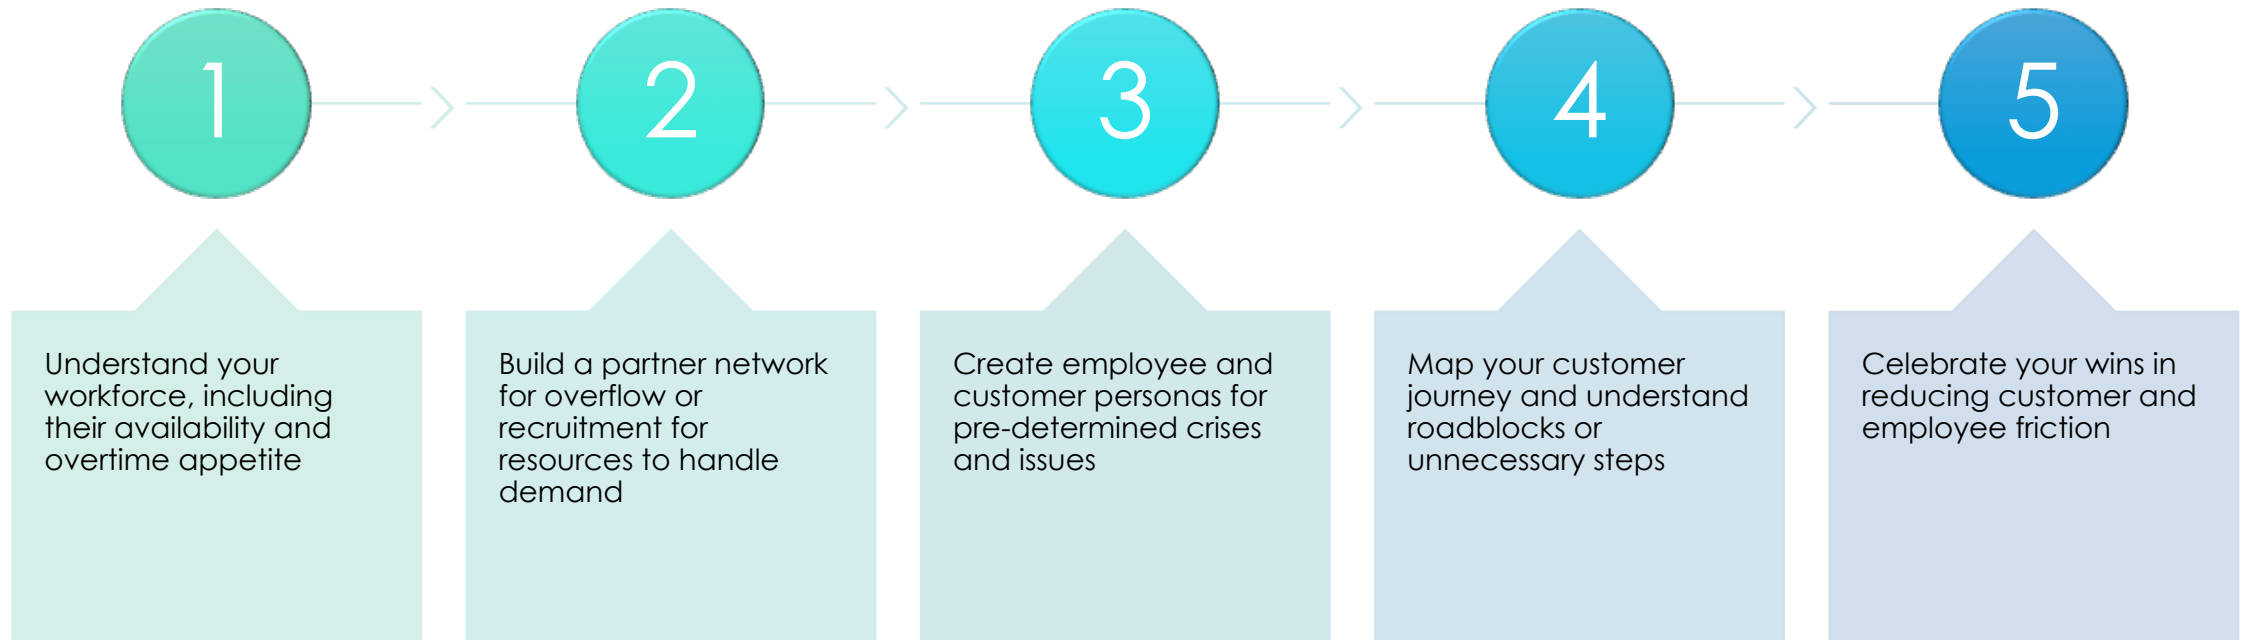 1
2
3
4
5
Understand your
workforce, including
their availability and
overtime appetite
Build a partner network
for overflow or
recruitment for
resources to handle
demand
Create employee and
customer personas for
pre-determined crises
and issues
Map your customer
journey and understand
roadblocks or
unnecessary steps
Celebrate your wins in
reducing customer and
employee friction